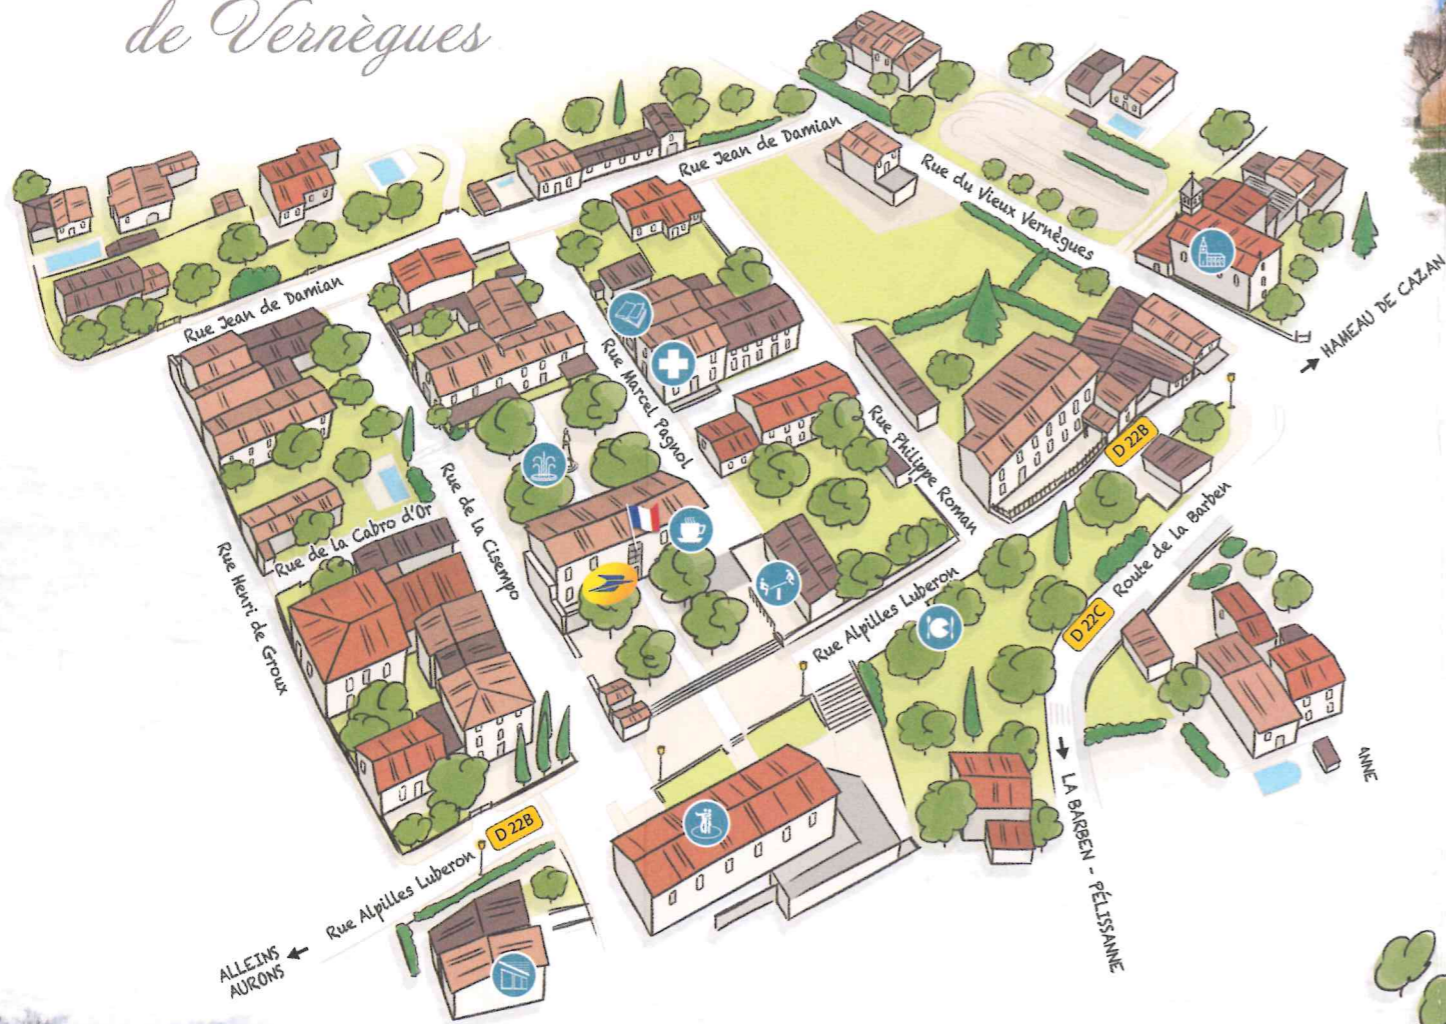 de Vernègues
Rue Jean de Damian
Rue du Vieux Vernègues
Rue Jean de Damian
HAMEAU DE CAZAN
Rue Marcel Pagnol
Rue Philippe Roman
D 22B
Rue de la Cisempo
Rue de la Cabro d'Or
Rue Henri de Groux
Route de la Barben
Rue Alpilles Luberon
D 22C
ANNE
LA BARBEN - PÉLISSANNE
D 22B
Rue Alpilles Luberon
ALLEINS
AURONS